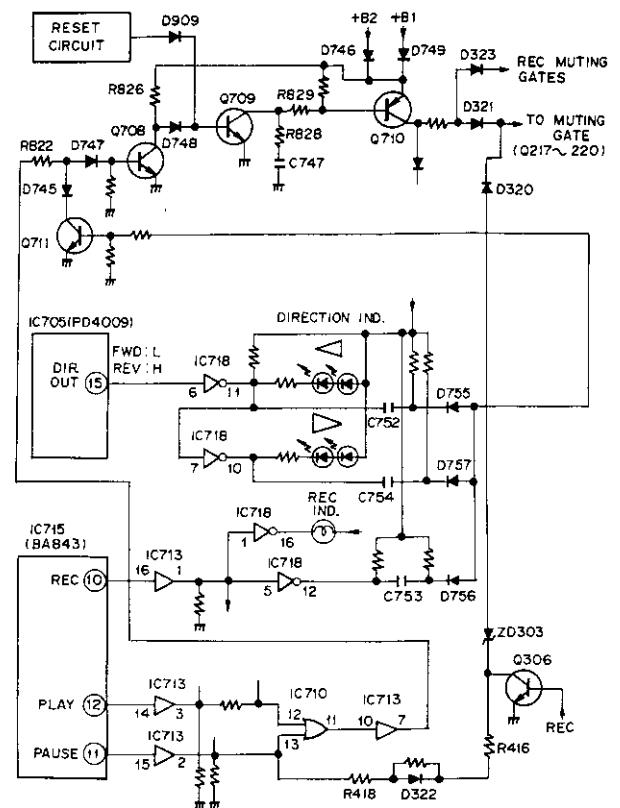 RESET
CIRCUIT
D909
+B2
+B1
D746
D749
D323
REC MUTING
GATES
R826
Q709
R829
D321
Q708
TO MUTING
GATE
(Q217～220)
R822
D747
D748
R828
Q710
C747
D745
D320
Q711
IC705(PD4009)
DIRECTION IND.
FWD:L
REV:H
IC718
DIR.
OUT
15
6
11
D755
C752
IC718
D757
7
10
C754
REC
IND.
IC718
IC715
(BA843)
1
16
IC713
IC718
REC
10
16
1
5
12
C753
D756
ZD303
Q306
IC713
IC710
PLAY
12
14
3
12
11
IC713
10
7
REC
IC713
13
PAUSE
11
15
2
R416
R418
D322